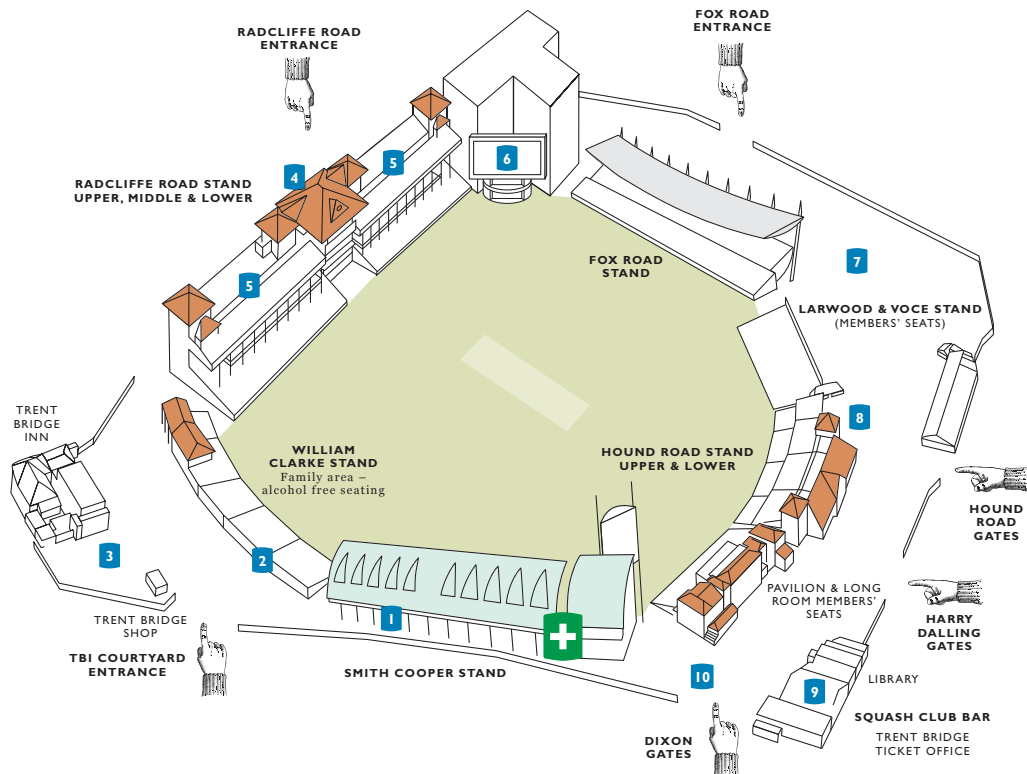 RADCLIFFE ROAD
ENTRANCE
FOX ROAD
ENTRANCE
6
5
4
RADCLIFFE ROAD STAND
UPPER, MIDDLE & LOWER
5
FOX ROAD
STAND
7
LARWOOD & VOCE STAND
(MEMBERS' SEATS)
TRENT
BRIDGE
INN
8
WILLIAM
CLARKE STAND
Family area –
alcohol free seating
HOUND ROAD STAND
UPPER & LOWER
HOUND
ROAD
GATES
3
2
1
TRENT BRIDGE
SHOP
TBI COURTYARD
ENTRANCE
SMITH COOPER STAND
PAVILION & LONG
ROOM MEMBERS'
SEATS
HARRY
DALLING
GATES
10
9
LIBRARY
SQUASH CLUB BAR
TRENT BRIDGE
TICKET OFFICE
DIXON
GATES